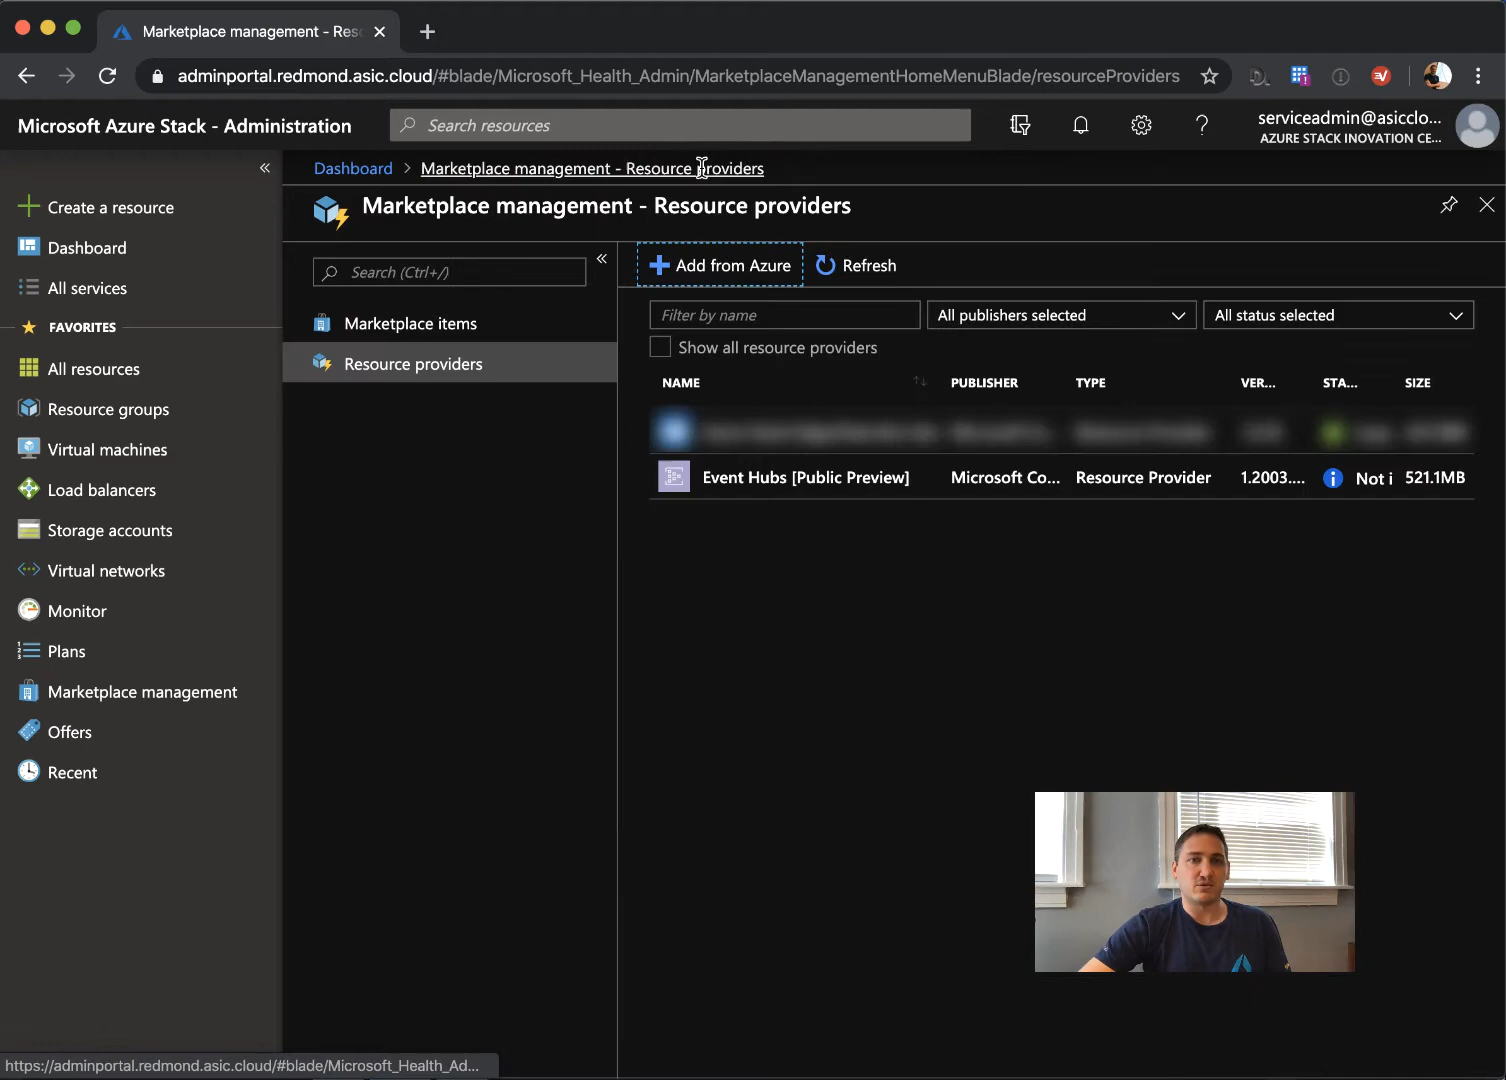 Marketplace management - Res
adminportal.redmond.asic.cloud/#blade/Microsoft_Health_Admin/MarketplaceManagementHomeMenuBlade/resourceProviders
Microsoft Azure Stack - Administration
Search resources
serviceadmin@asicclo...
AZURE STACK INOVATION CE...
Dashboard > Marketplace management - Resource providers
Marketplace management - Resource providers
Create a resource
Dashboard
All services
FAVORITES
All resources
Resource groups
Virtual machines
Load balancers
Storage accounts
Virtual networks
Monitor
Plans
Marketplace management
Offers
Recent
Search (Ctrl+/)
Marketplace items
Resource providers
Add from Azure
Refresh
Filter by name
All publishers selected
All status selected
Show all resource providers
NAME PUBLISHER TYPE VER... STA... SIZE
Event Hubs [Public Preview] Microsoft Co... Resource Provider 1.2003.... Not i 521.1MB
https://adminportal.redmond.asic.cloud/#blade/Microsoft_Health_Ad...